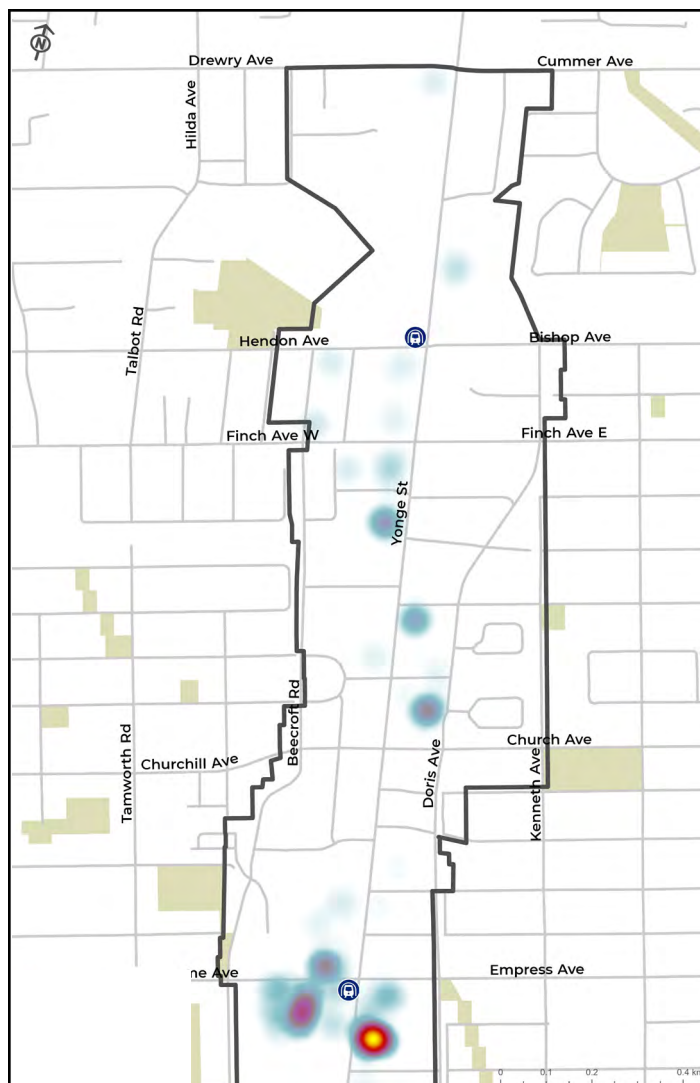 N
Drewry Ave
Cummer Ave
Hilda Ave
Talbot Rd
Hendon Ave
Bishop Ave
Finch Ave W
Finch Ave E
Yonge St
Beecroft Rd
Tamworth Rd
Churchill Ave
Church Ave
Doris Ave
Kenneth Ave
ne Ave
Empress Ave
0 0.1 0.2 0.4 k